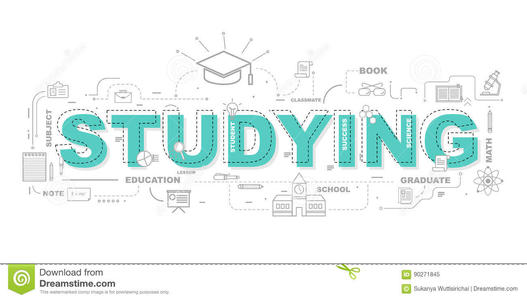 BOOK
CLASSMATE
SUBJECT
STUDYING
STUDENT
SUCCESS
SCIENCE
MATH
LESSON
EDUCATION
GRADUATE
NOTE
SCHOOL
Download from
Dreamstime.com
This watermarked comp image is for previewing purposes only.
90271845
Sukanya Wuttisirichai | Dreamstime.com